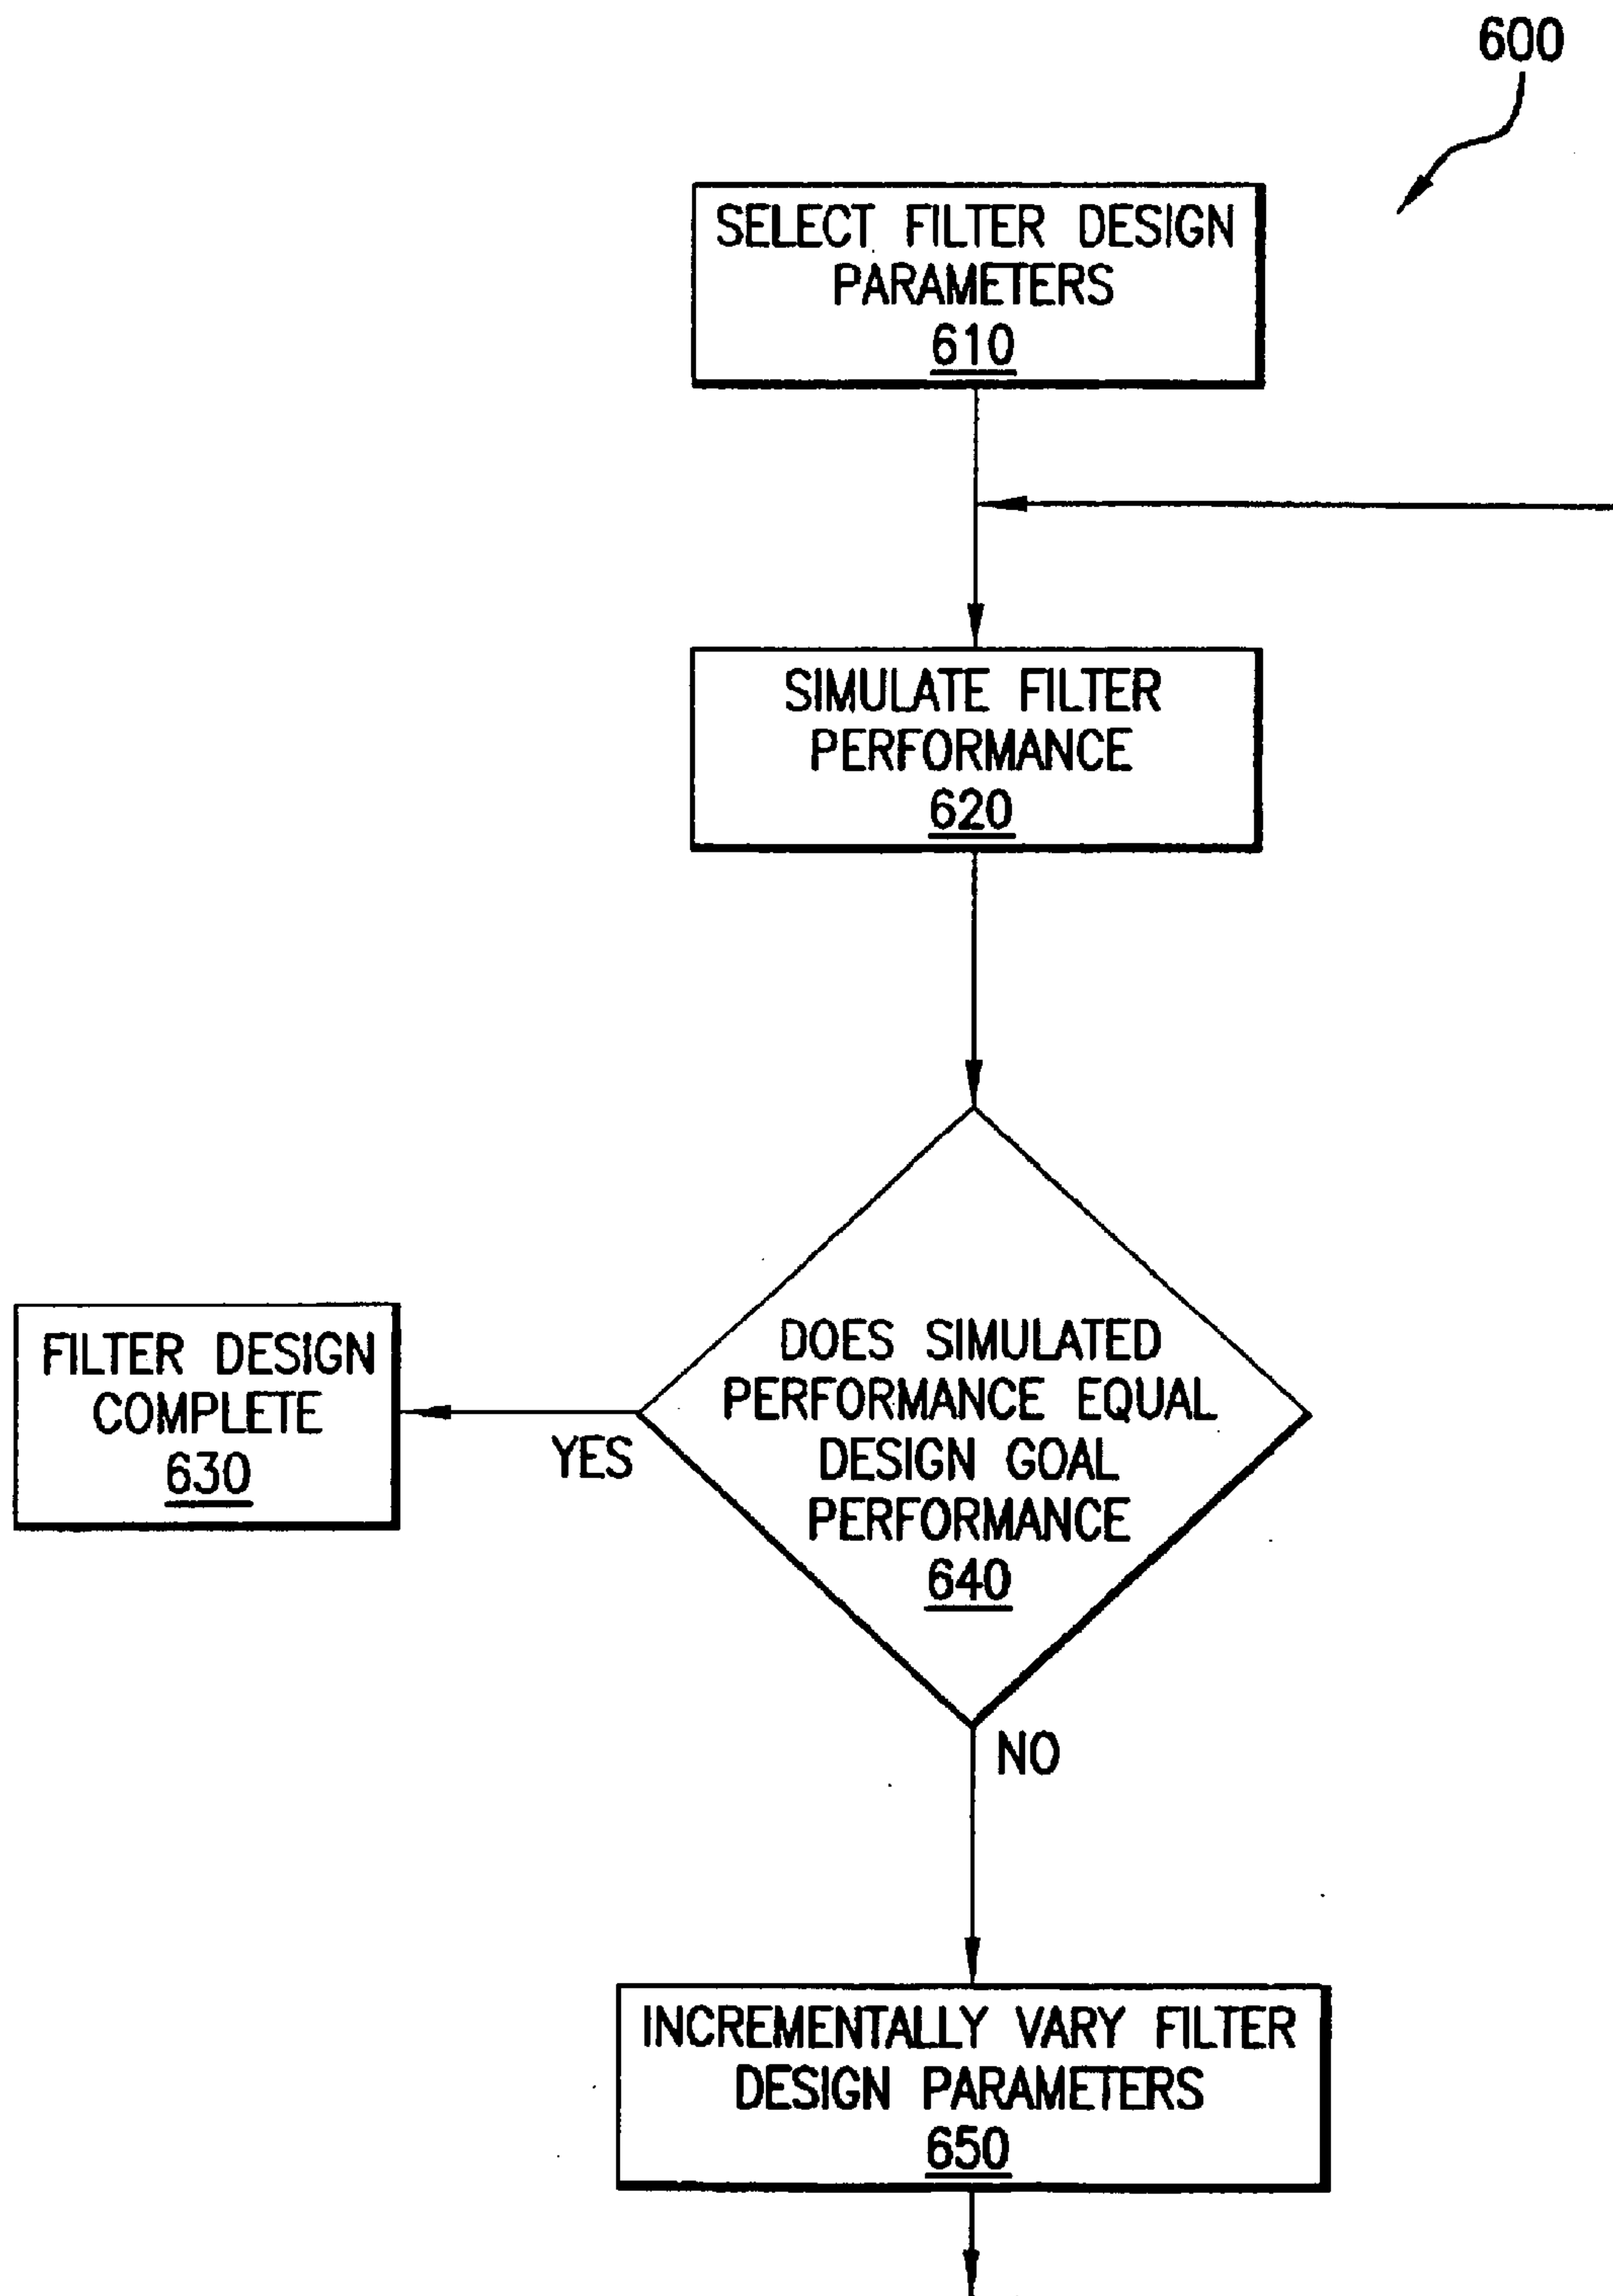 600
SELECT FILTER DESIGN
PARAMETERS
610
SIMULATE FILTER
PERFORMANCE
620
DOES SIMULATED
PERFORMANCE EQUAL
DESIGN GOAL
PERFORMANCE
640
YES
FILTER DESIGN
COMPLETE
630
NO
INCREMENTALLY VARY FILTER
DESIGN PARAMETERS
650